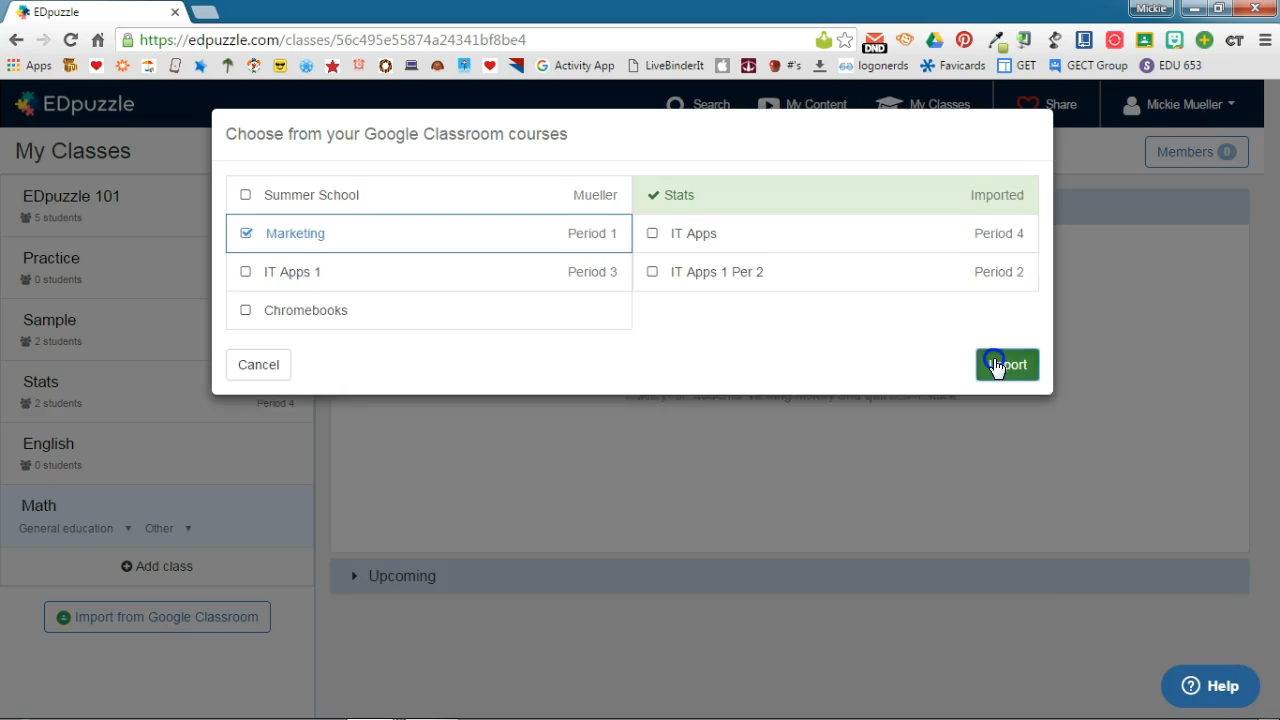 EDpuzzle
Mickie
https://edpuzzle.com/classes/56c495e55874a24341bf8be4
DND
CT
Apps
Activity App
LiveBinderIt
#'s
logonerds
Favicards
GET
GECT Group
EDU 653
EDpuzzle
Search
My Content
My Classes
Share
Mickie Mueller
My Classes
Members 0
Choose from your Google Classroom courses
Summer School Mueller
Stats Imported
Marketing Period 1
IT Apps Period 4
IT Apps 1 Period 3
IT Apps 1 Per 2 Period 2
Chromebooks
Cancel
EDpuzzle 101
5 students
Practice
0 students
Sample
2 students
Stats
2 students
Period 4
English
0 students
Math
General education Other
Add class
Import from Google Classroom
Upcoming
Help